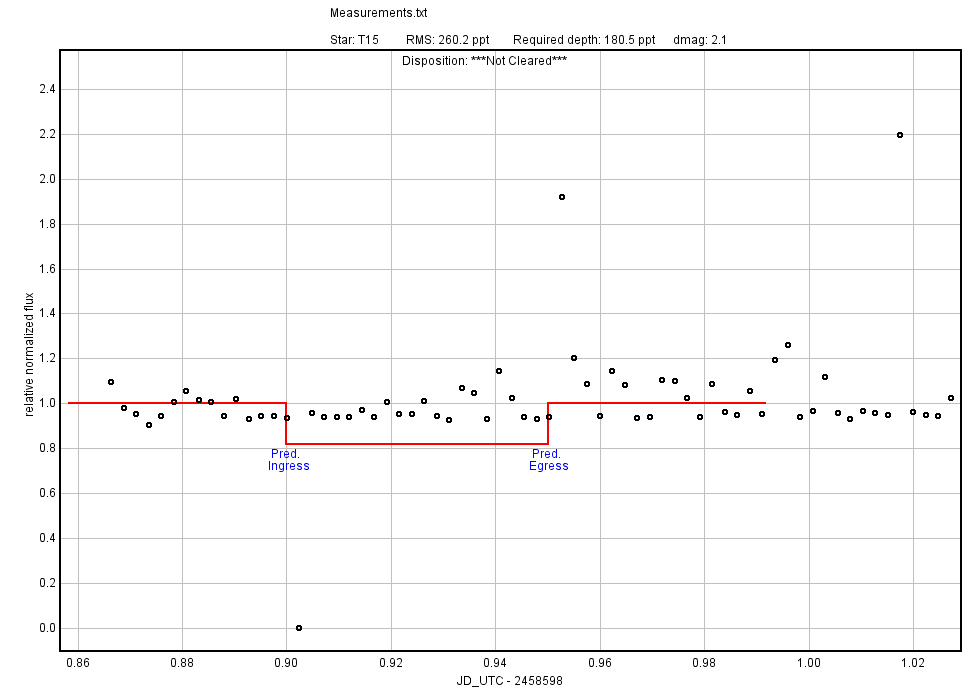 Measurements.txt
Star: T15 RMS: 260.2 ppt Required depth: 180.5 ppt dmag: 2.1
Disposition: ***Not Cleared***
relative normalized flux
2.4
2.2
2.0
1.8
1.6
1.4
1.2
1.0
0.8
0.6
0.4
0.2
0.0
Pred.
Ingress
Pred.
Egress
0.86 0.88 0.90 0.92 0.94 0.96 0.98 1.00 1.02
JD_UTC - 2458598